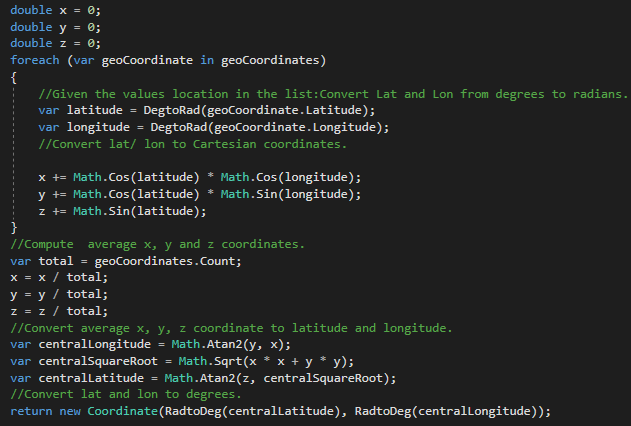 double x = 0;
double y = 0;
double z = 0;
foreach (var geoCoordinate in geoCoordinates)
{
//Given the values location in the list:Convert Lat and Lon from degrees to radians.
var latitude = DegtoRad(geoCoordinate.Latitude);
var longitude = DegtoRad(geoCoordinate.Longitude);
//Convert lat/ lon to Cartesian coordinates.
x += Math.Cos(latitude) * Math.Cos(longitude);
y += Math.Cos(latitude) * Math.Sin(longitude);
z += Math.Sin(latitude);
}
//Compute  average x, y and z coordinates.
var total = geoCoordinates.Count;
x = x / total;
y = y / total;
z = z / total;
//Convert average x, y, z coordinate to latitude and longitude.
var centralLongitude = Math.Atan2(y, x);
var centralSquareRoot = Math.Sqrt(x * x + y * y);
var centralLatitude = Math.Atan2(z, centralSquareRoot);
//Convert lat and lon to degrees.
return new Coordinate(RadtoDeg(centralLatitude), RadtoDeg(centralLongitude));